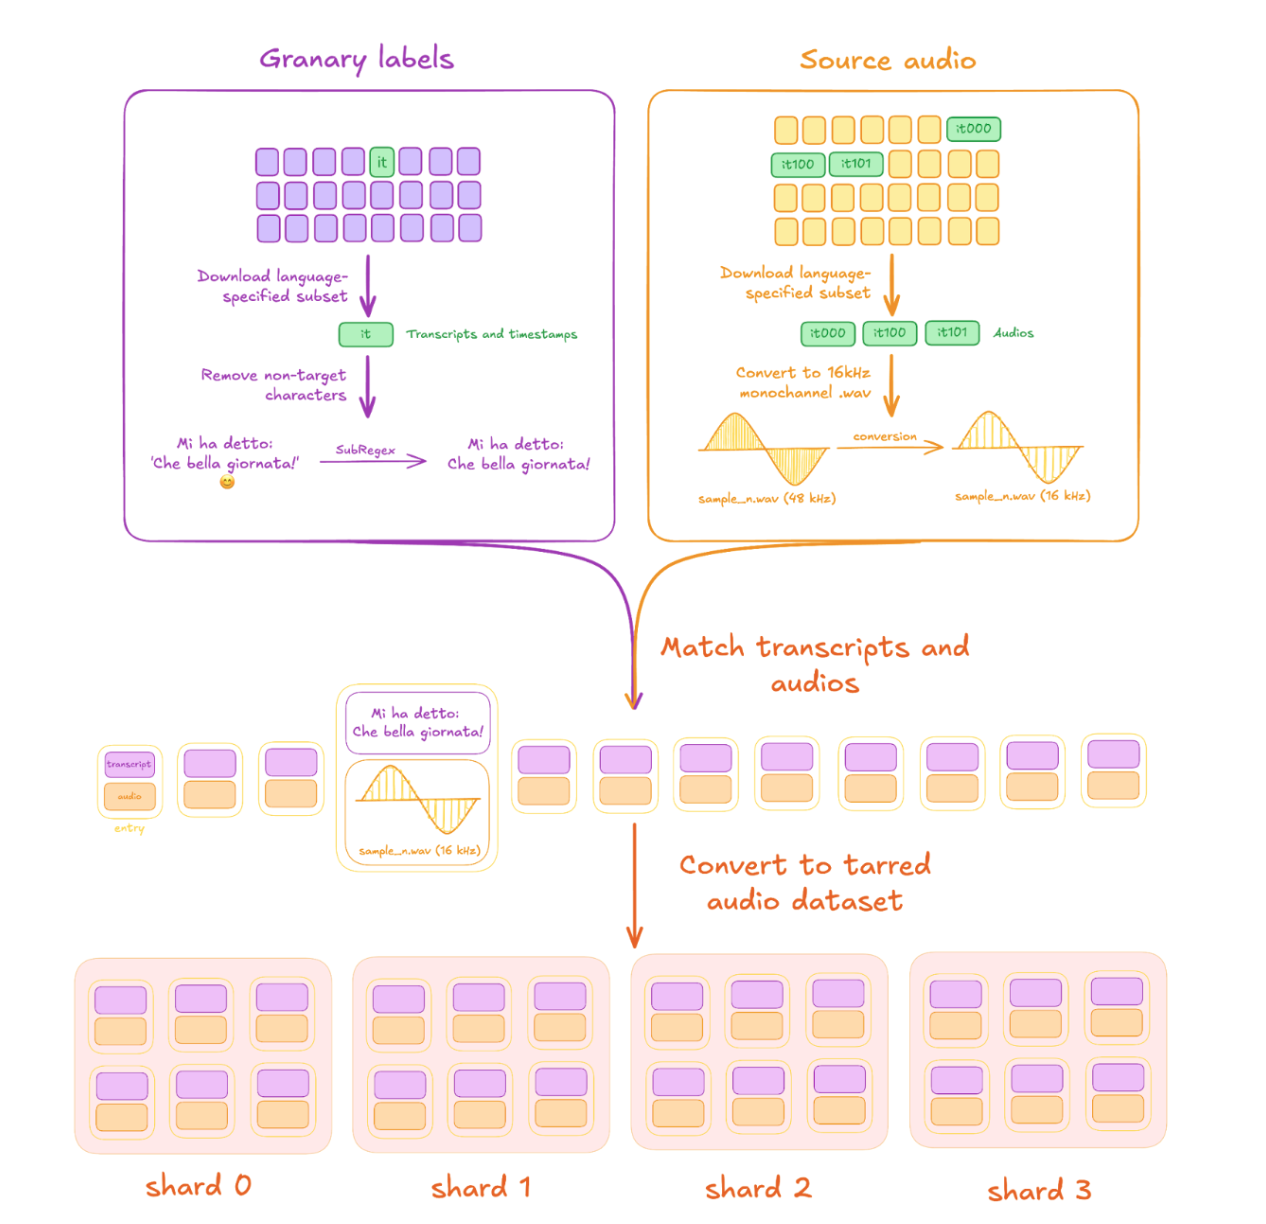 Granary labels
it
Download language-
specified subset
it
Transcripts and timestamps
Remove non-target
characters
Mi ha detto:
'Che bella giornata!"
SubRegex
Mi ha detto:
Che bella giornata!
Source audio
it000
it100
it101
Download language-
specified subset
it000
it100
it101
Audios
Convert to 16kHz
monochannel .wav
conversion
sample_n.wav (48 kHz)
sample_n.wav (16 kHz)
Match transcripts and
audios
transcript
audio
entry
Mi ha detto:
Che bella giornata!
sample_n.wav (16 kHz)
Convert to tarred
audio dataset
shard 0
shard 1
shard 2
shard 3